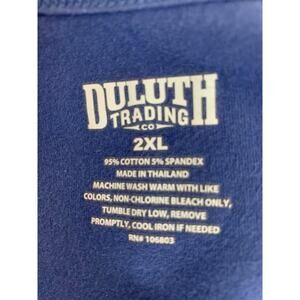 DULUTH
TRADING
CO
2XL
95% COTTON 5% SPANDEX
MADE IN THAILAND
MACHINE WASH WARM WITH LIKE
COLORS, NON-CHLORINE BLEACH ONLY,
TUMBLE DRY LOW, REMOVE
PROMPTLY, COOL IRON IF NEEDED
RN# 106803